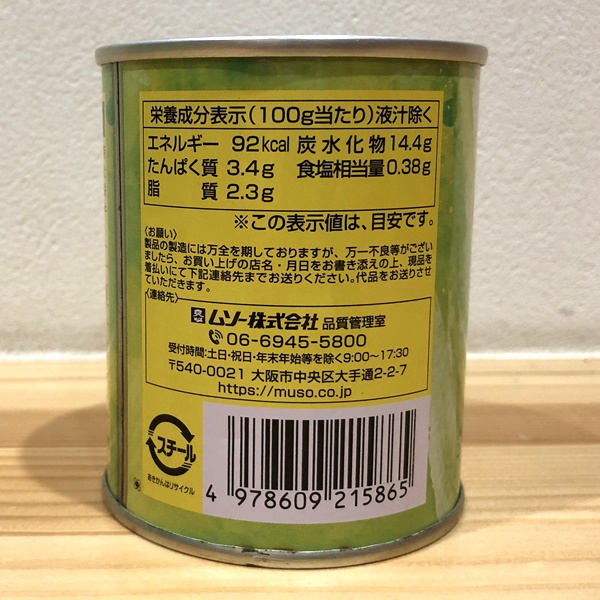 栄養成分表示(100g当たり)液汁除く
エネルギー 92kcal 炭水化物 14.4g
たんぱく質 3.4g 食塩相当量 0.38g
脂質 2.3g
※この表示値は、目安です。
〈お願い〉
製品の製造には万全を期しておりますが、万一不良等がござい
ましたら、お買い上げの店名・月日をお書き添えの上、現品を
着払いにて下記連絡先までお送りください。代品をお送りさせ
ていただきます。
〈連絡先〉
ムソー株式会社 品質管理室
06-6945-5800
受付時間:土日・祝日・年末年始等を除く9:00〜17:30
〒540-0021 大阪市中央区大手通2-2-7
https://muso.co.jp
スチール
あきかんはリサイクル
4 978609 215865